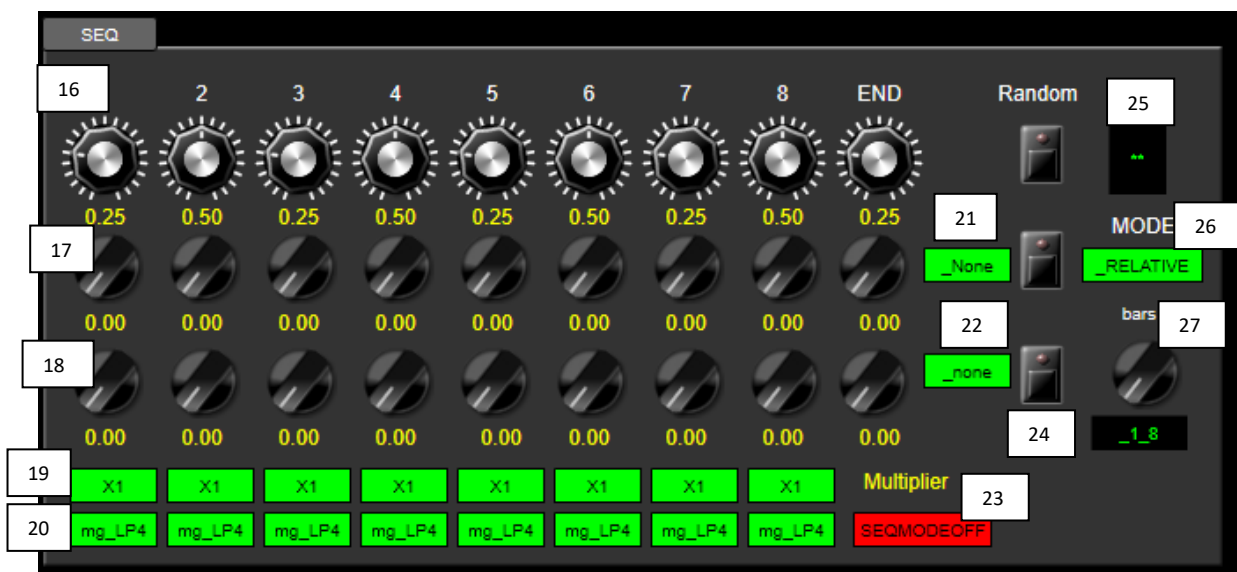 SEQ
16 2 3 4 5 6 7 8 END Random 25
**
0.25 0.50 0.25 0.50 0.25 0.50 0.25 0.50 0.25 21 MODE 26
17 _None _RELATIVE
0.00 0.00 0.00 0.00 0.00 0.00 0.00 0.00 0.00 22 bars 27
18 _none
0.00 0.00 0.00 0.00 0.00 0.00 0.00 0.00 0.00 24 _1_8
19 X1 X1 X1 X1 X1 X1 X1 X1 Multiplier 23
20 mg_LP4 mg_LP4 mg_LP4 mg_LP4 mg_LP4 mg_LP4 mg_LP4 mg_LP4 SEQMODEOFF